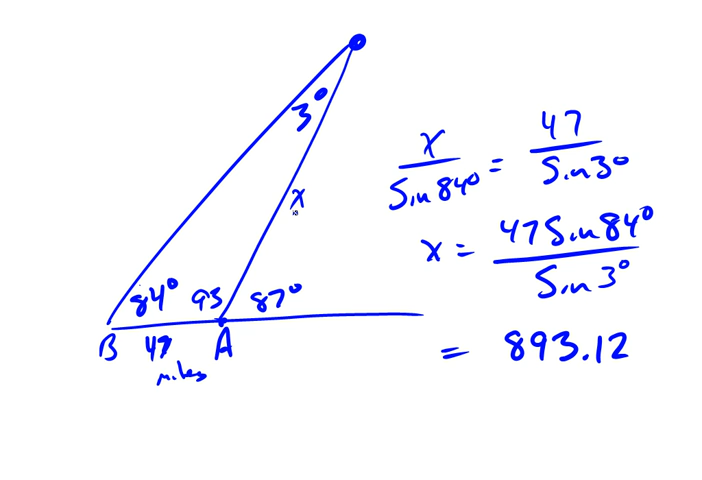 3°
x
84° 93 87°
B 47 A
miles
x / Sin 84° = 47 / Sin 3°
x = 47 Sin 84° / Sin 3°
= 893.12